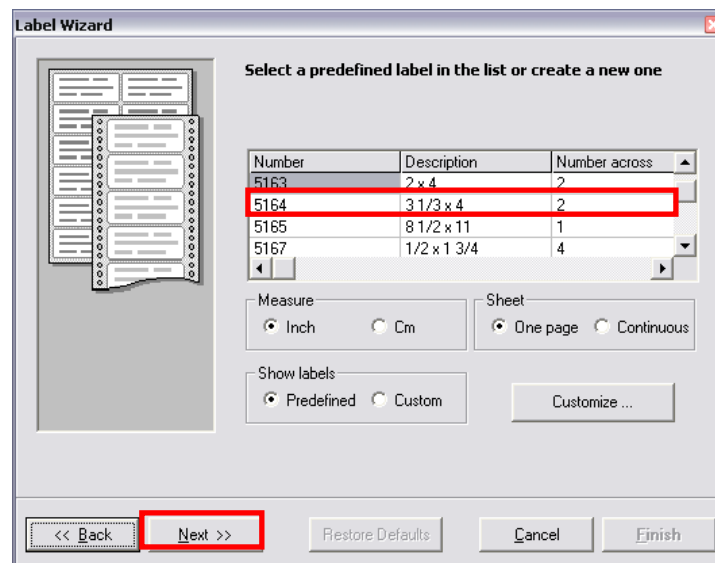 Label Wizard
Select a predefined label in the list or create a new one
Number Description Number across
5163 2 x 4 2
5164 3 1/3 x 4 2
5165 8 1/2 x 11 1
5167 1/2 x 1 3/4 4
Measure Sheet
Inch Cm One page Continuous
Show labels
Predefined Custom Customize ...
<< Back Next >> Restore Defaults Cancel Finish